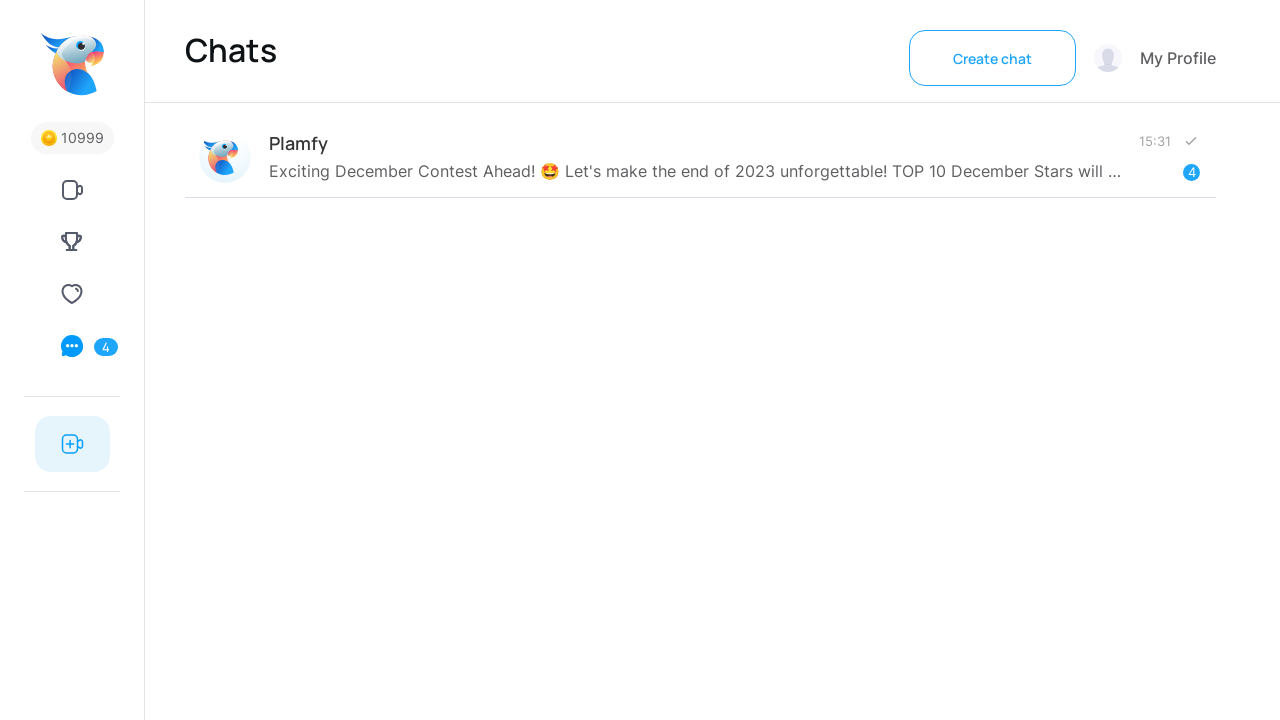 Chats
Create chat
My Profile
10999
Plamfy
15:31
Exciting December Contest Ahead! 🤩 Let's make the end of 2023 unforgettable! TOP 10 December Stars will ...
4
4